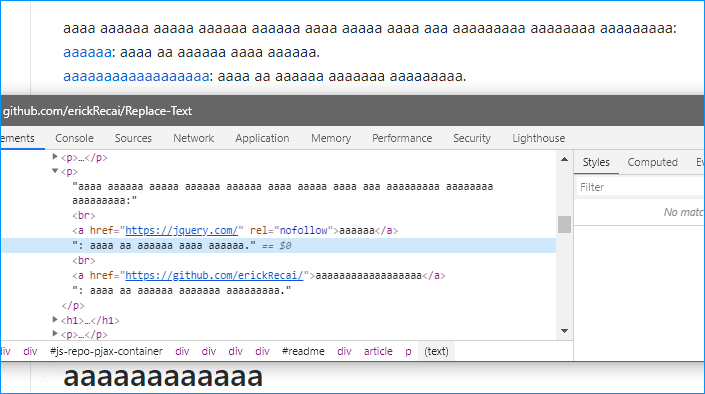 aaaa aaaaaa aaaaa aaaaaa aaaaaa aaaa aaaaa aaaa aaa aaaaaaaaa aaaaaaaa aaaaaaaaa:
aaaaaa: aaaa aa aaaaaa aaaa aaaaaa.
aaaaaaaaaaaaaaaaaa: aaaa aa aaaaaa aaaaaaa aaaaaaaaa.
github.com/erickRecai/Replace-Text
ements Console Sources Network Application Memory Performance Security Lighthouse
<p>…</p>
<p>
"aaaa aaaaaa aaaaa aaaaaa aaaaaa aaaa aaaaa aaaa aaa aaaaaaaaa aaaaaaaa
aaaaaaaaa:"
<br>
<a href="https://jquery.com/" rel="nofollow">aaaaaa</a>
": aaaa aa aaaaaa aaaa aaaaaa." == $0
<br>
<a href="https://github.com/erickRecai/">aaaaaaaaaaaaaaaaaa</a>
": aaaa aa aaaaaa aaaaaaa aaaaaaaaa."
</p>
<h1>…</h1>
<p>…</p>
div div #js-repo-pjax-container div div div div #readme div article p (text)
Styles Computed Ev
Filter
No matc
aaaaaaaaaaaaa